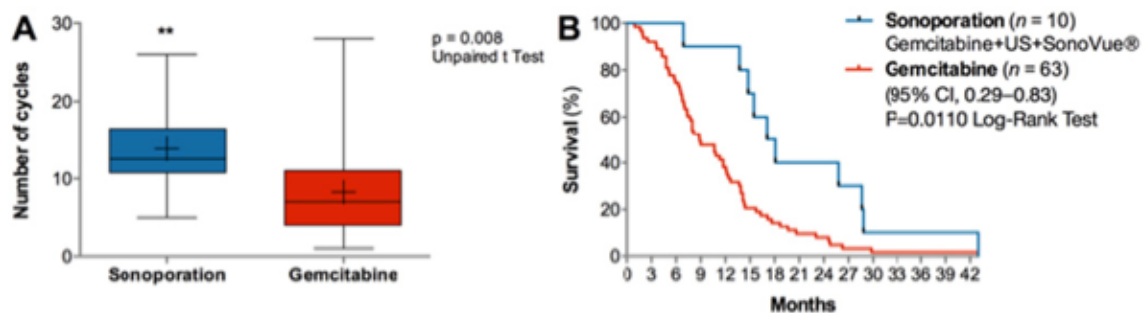 A
**
p = 0.008
Unpaired t Test
Number of cycles
30
20
10
0
Sonoporation
Gemcitabine
B
Sonoporation (n = 10)
Gemcitabine+US+SonoVue®
Gemcitabine (n = 63)
(95% CI, 0.29–0.83)
P=0.0110 Log-Rank Test
Survival (%)
100
80
60
40
20
0
0 3 6 9 12 15 18 21 24 27 30 33 36 39 42
Months